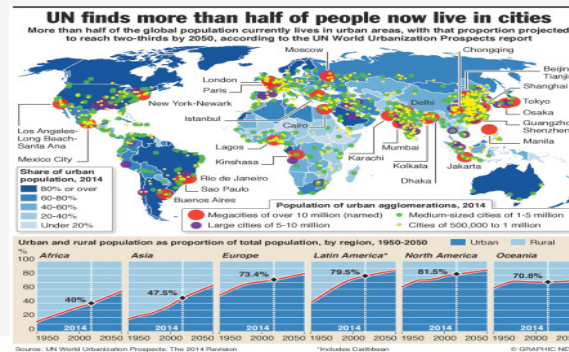 UN finds more than half of people now live in cities
More than half of the global population currently lives in urban areas, with that proportion projected
to reach two-thirds by 2050, according to the UN World Urbanization Prospects report
Moscow
Chongqing
London
Paris
Beijin
Tianji
Shanghai
New York-Newark
Istanbul
Cairo
Delhi
Tokyo
Osaka
Guangzho
Shenzhen
Manila
Los Angeles-
Long Beach-
Santa Ana
Mexico City
Lagos
Kinshasa
Karachi
Mumbai
Kolkata
Dhaka
Jakarta
Rio de Janeiro
Sao Paulo
Buenos Aires
Share of
urban
population, 2014
80% or over
60-80%
40-60%
20-40%
Under 20%
Population of urban agglomerations, 2014
Megacities of over 10 million (named)
Medium-sized cities of 1-5 million
Large cities of 5-10 million
Cities of 500,000 to 1 million
Urban and rural population as proportion of total population, by region, 1950-2050
Urban
Rural
%
100
80
60
40
20
0
Africa
Asia
Europe
Latin America*
North America
Oceania
40%
47.5%
73.4%
79.5%
81.5%
70.8%
2014
2014
2014
2014
2014
2014
1950 2000 1950 2000 1950 2000 1950 2000 1950 2000 1950 2000 2050
Source: UN World Urbanization Prospects: The 2014 Revision
*Includes Caribbean
© GRAPHIC NE